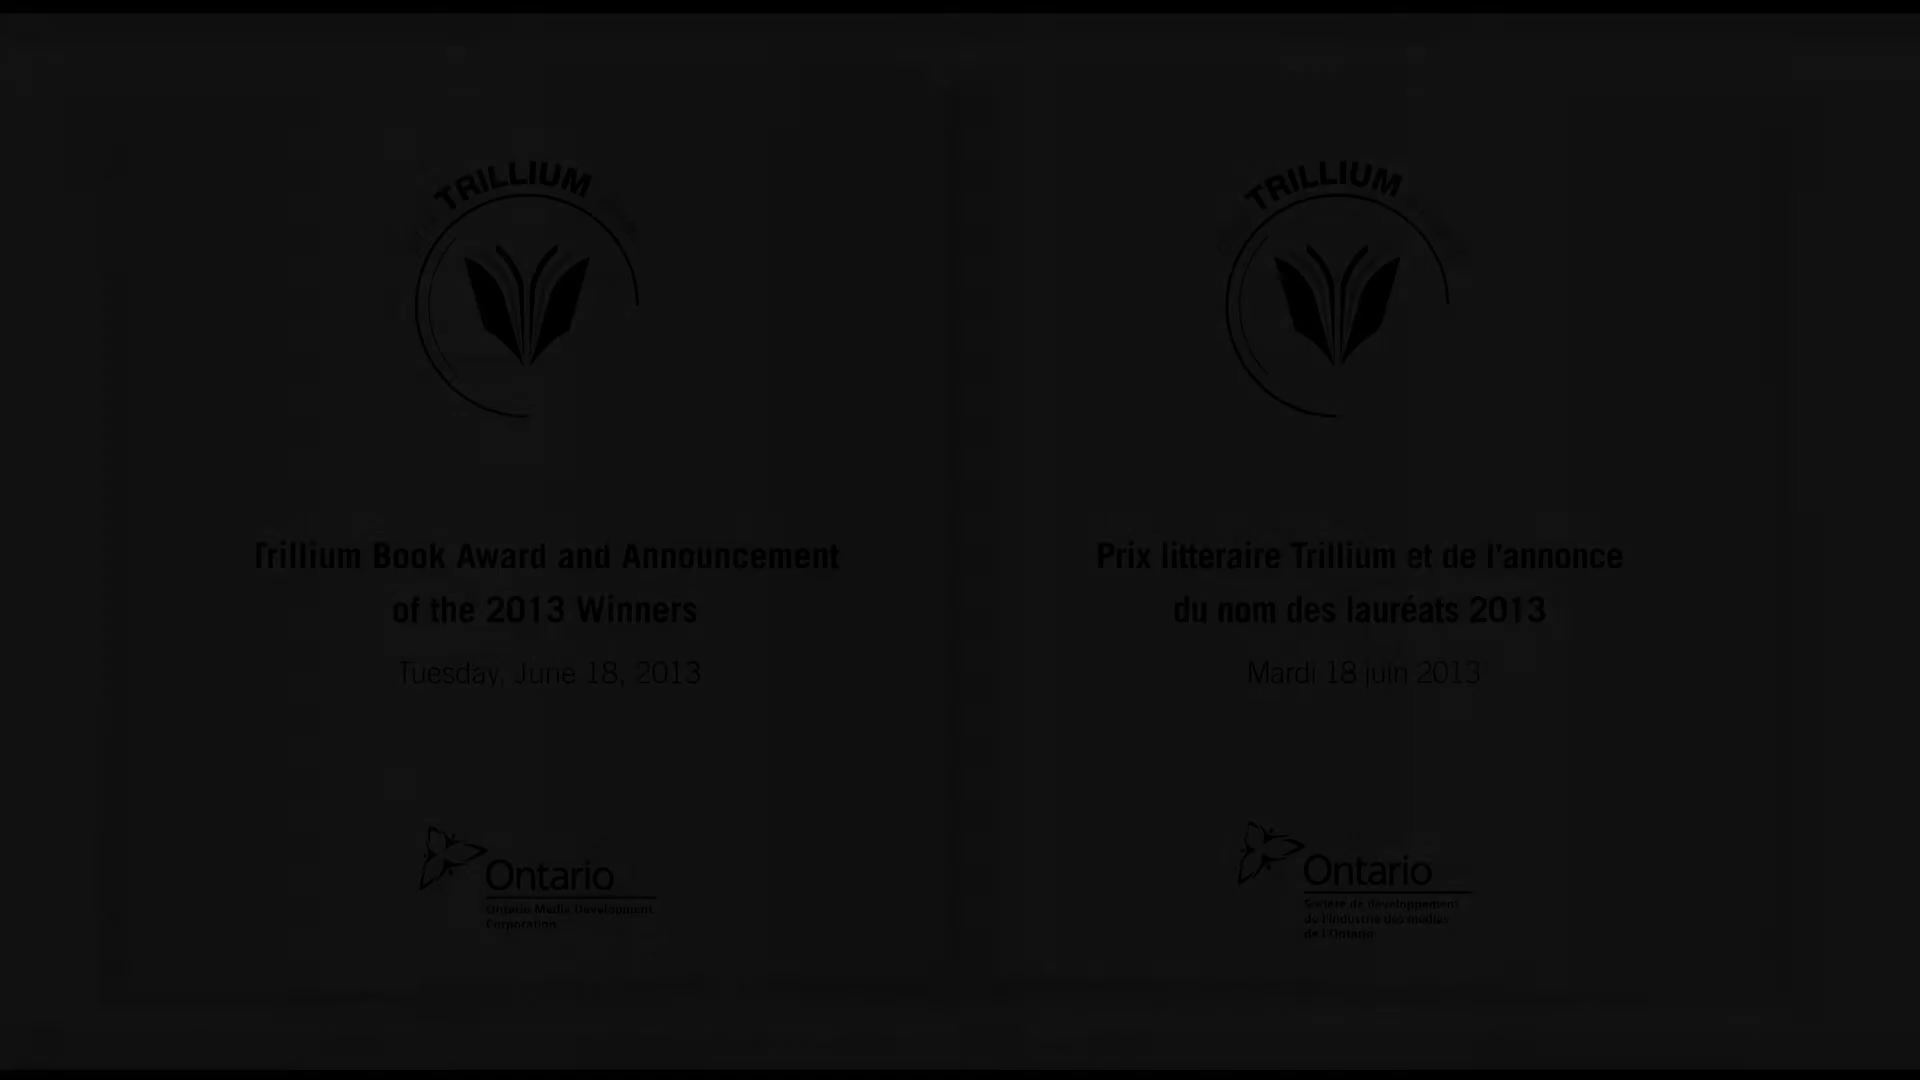 TRILLIUM
Trillium Book Award and Announcement
of the 2013 Winners
Tuesday, June 18, 2013
Ontario
Ontario Media Development
Corporation
TRILLIUM
Prix litteraire Trillium et de l'annonce
du nom des lauréats 2013
Mardi 18 juin 2013
Ontario
Société de développement
de l'industrie des médias
de l'Ontario